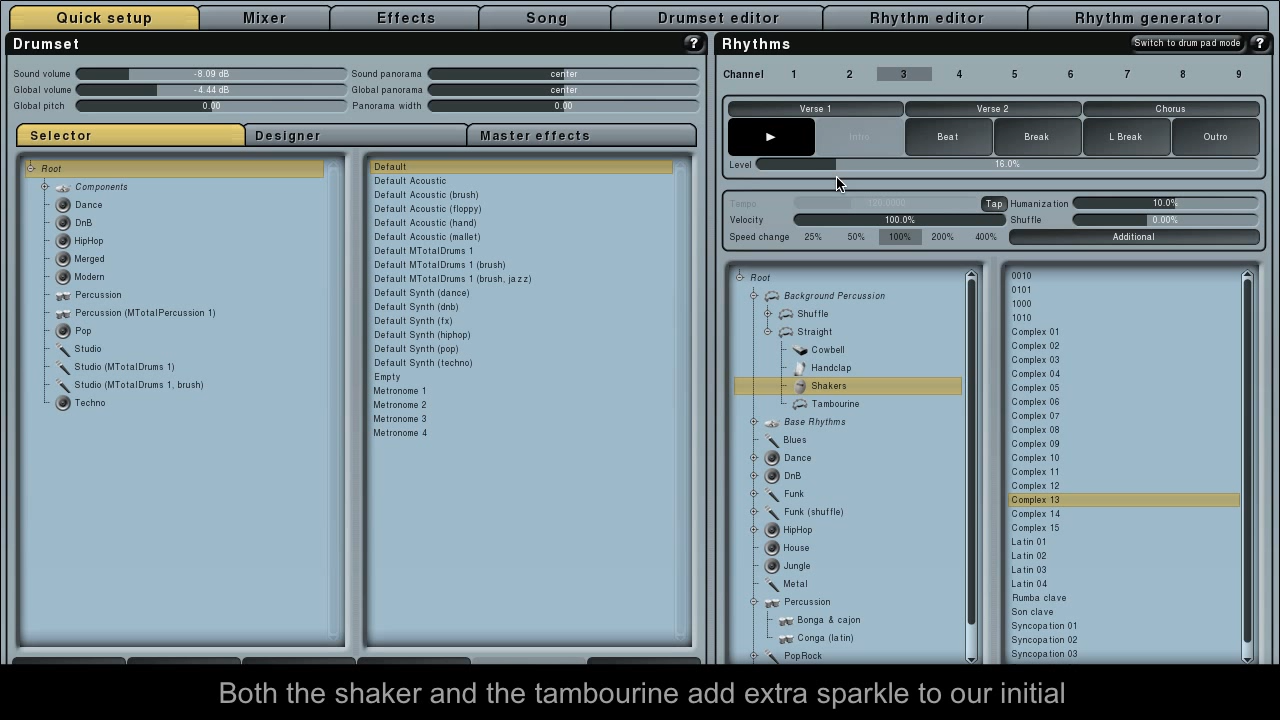 Quick setup
Mixer
Effects
Song
Drumset editor
Rhythm editor
Rhythm generator
Drumset
?
Sound volume -8.09 dB Sound panorama center
Global volume -4.44 dB Global panorama center
Global pitch 0.00 Panorama width 0.00
Selector
Designer
Master effects
Root
Components
Dance
DnB
HipHop
Merged
Modern
Percussion
Percussion (MTotalPercussion 1)
Pop
Studio
Studio (MTotalDrums 1)
Studio (MTotalDrums 1, brush)
Techno
Default
Default Acoustic
Default Acoustic (brush)
Default Acoustic (floppy)
Default Acoustic (hand)
Default Acoustic (mallet)
Default MTotalDrums 1
Default MTotalDrums 1 (brush)
Default MTotalDrums 1 (brush, jazz)
Default Synth (dance)
Default Synth (dnb)
Default Synth (fx)
Default Synth (hiphop)
Default Synth (pop)
Default Synth (techno)
Empty
Metronome 1
Metronome 2
Metronome 3
Metronome 4
Rhythms
Switch to drum pad mode
?
Channel 1 2 3 4 5 6 7 8 9
Verse 1 Verse 2 Chorus
Intro Beat Break L Break Outro
Level 16.0%
Tempo Tap Humanization 10.0%
Velocity 100.0% Shuffle 0.00%
Speed change 25% 50% 100% 200% 400% Additional
Root
Background Percussion
Shuffle
Straight
Cowbell
Handclap
Shakers
Tambourine
Base Rhythms
Blues
Dance
DnB
Funk
Funk (shuffle)
HipHop
House
Jungle
Metal
Percussion
Bonga & cajon
Conga (latin)
PopRock
0010
0101
1000
1010
Complex 01
Complex 02
Complex 03
Complex 04
Complex 05
Complex 06
Complex 07
Complex 08
Complex 09
Complex 10
Complex 11
Complex 12
Complex 13
Complex 14
Complex 15
Latin 01
Latin 02
Latin 03
Latin 04
Rumba clave
Son clave
Syncopation 01
Syncopation 02
Syncopation 03
Both the shaker and the tambourine add extra sparkle to our initial